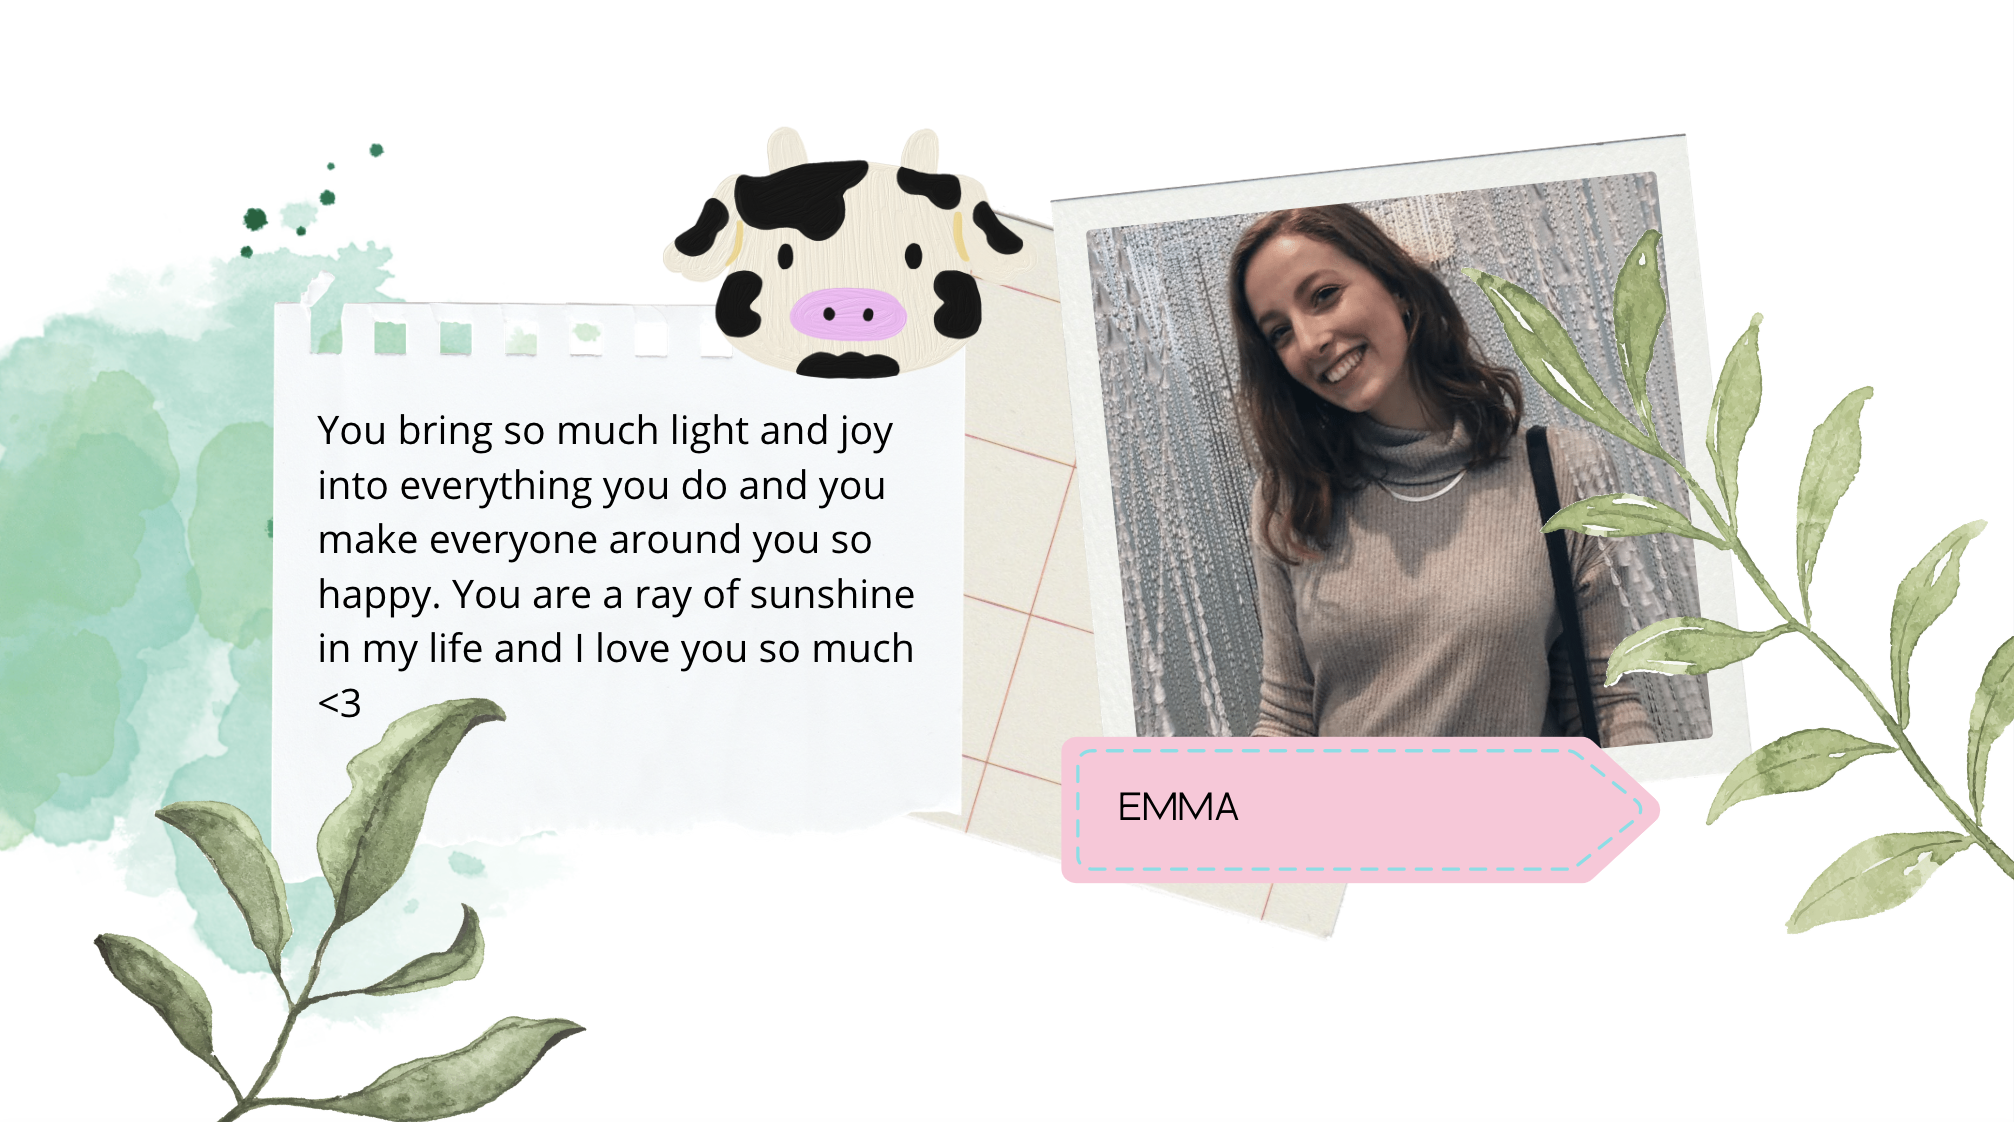 You bring so much light and joy
into everything you do and you
make everyone around you so
happy. You are a ray of sunshine
in my life and I love you so much
<3
EMMA